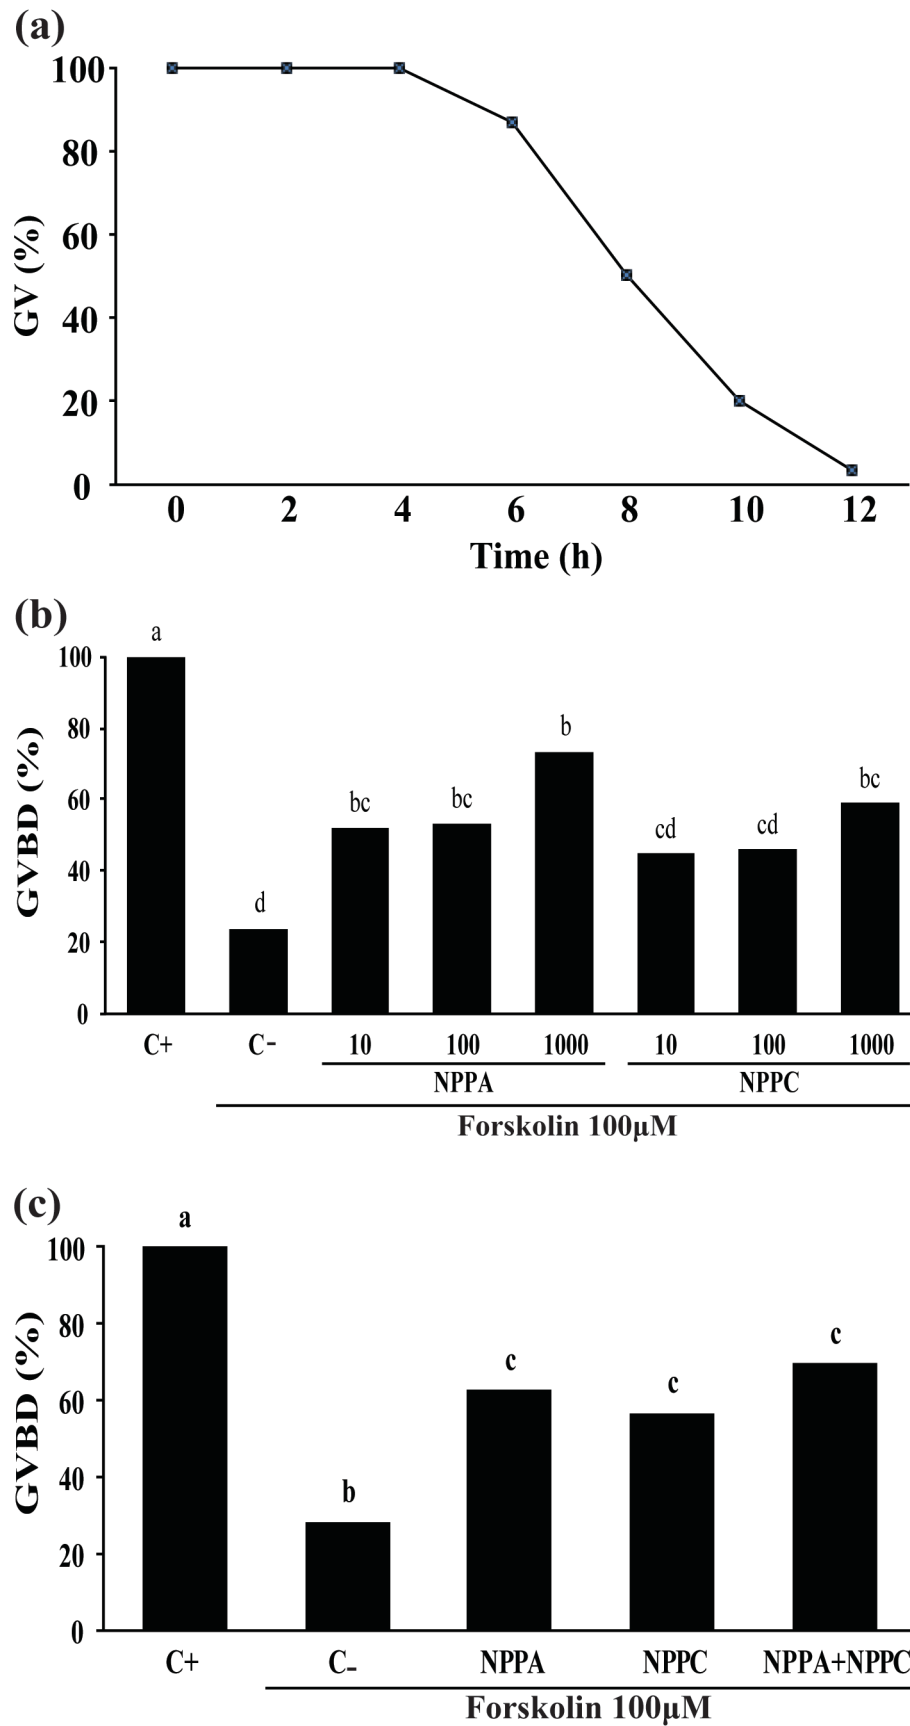 (a)
100
80
60
40
20
0
GV (%)
0 2 4 6 8 10 12
Time (h)
(b)
a
100
80
60
40
20
0
GVBD (%)
d
bc
bc
b
cd
cd
bc
C+ C- 10 100 1000 10 100 1000
NPPA NPPC
Forskolin 100μM
(c)
a
100
80
60
40
20
0
GVBD (%)
b
c
c
c
C+ C- NPPA NPPC NPPA+NPPC
Forskolin 100μM